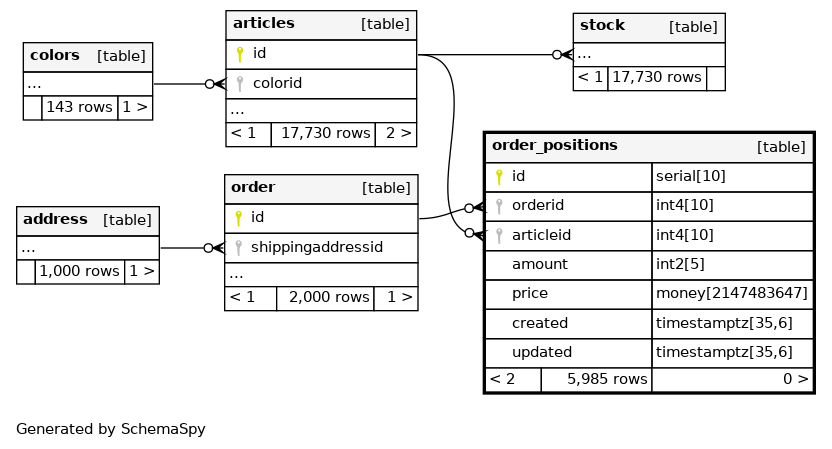 colors [table]
...
143 rows 1 >
articles [table]
id
colorid
...
< 1 17,730 rows 2 >
stock [table]
...
< 1 17,730 rows
address [table]
...
1,000 rows 1 >
order [table]
id
shippingaddressid
...
< 1 2,000 rows 1 >
order_positions [table]
id serial[10]
orderid int4[10]
articleid int4[10]
amount int2[5]
price money[2147483647]
created timestamptz[35,6]
updated timestamptz[35,6]
< 2 5,985 rows 0 >
Generated by SchemaSpy